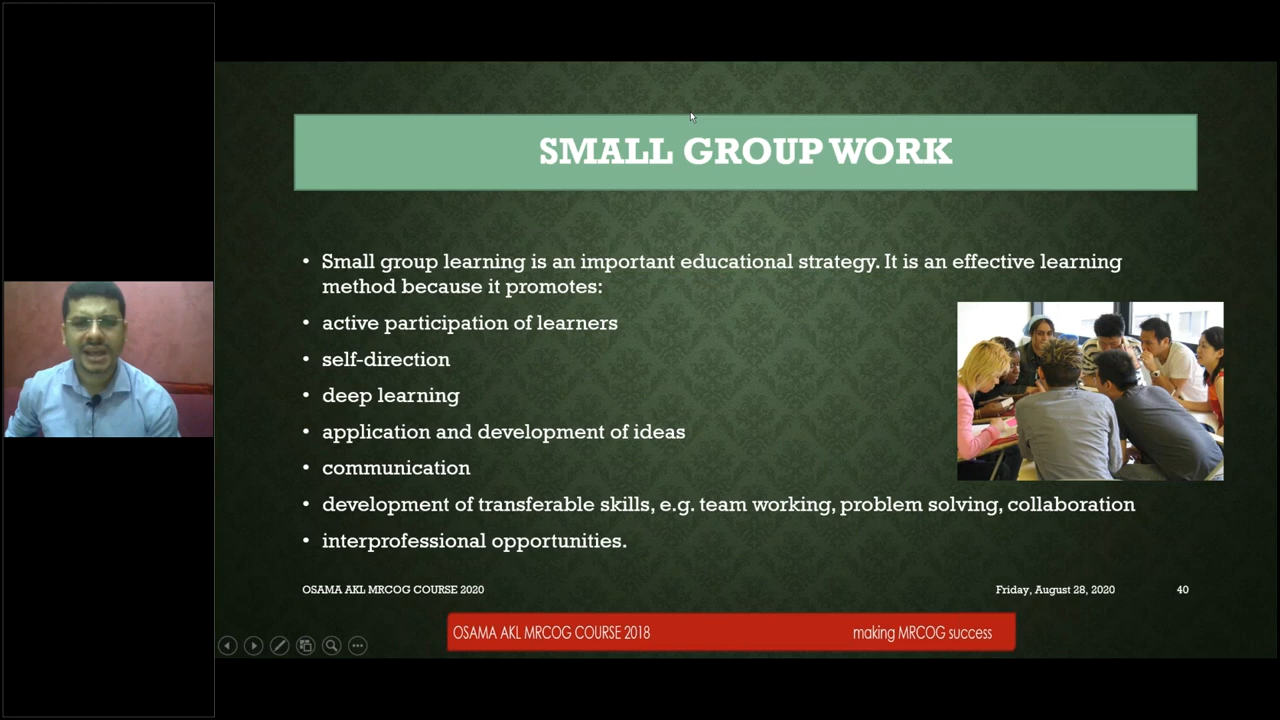 SMALL GROUP WORK
• Small group learning is an important educational strategy. It is an effective learning
method because it promotes:
• active participation of learners
• self-direction
• deep learning
• application and development of ideas
• communication
• development of transferable skills, e.g. team working, problem solving, collaboration
• interprofessional opportunities.
OSAMA AKL MRCOG COURSE 2020 Friday, August 28, 2020 40
OSAMA AKL MRCOG COURSE 2018 making MRCOG success